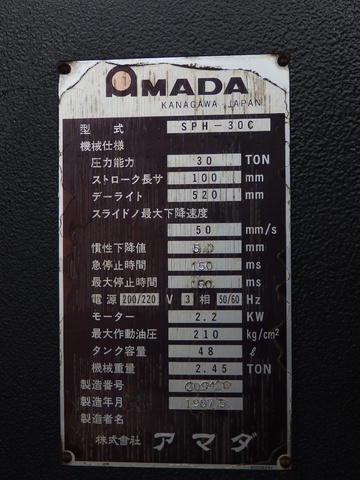 AMADA
KANAGAWA, JAPAN
型式 SPH-30C
機械仕様
圧力能力 30 TON
ストローク長サ 100 mm
デーライト 520 mm
スライドノ最大下降速度
50 mm/s
慣性下降値 5.0 mm
急停止時間 150 ms
最大停止時間 150 ms
電源 200/220 V 3 相 50/60 Hz
モーター 2.2 KW
最大作動油圧 210 kg/cm²
タンク容量 48 ℓ
機械重量 2.45 TON
製造番号
製造年月
製造者名
株式会社 アマダ